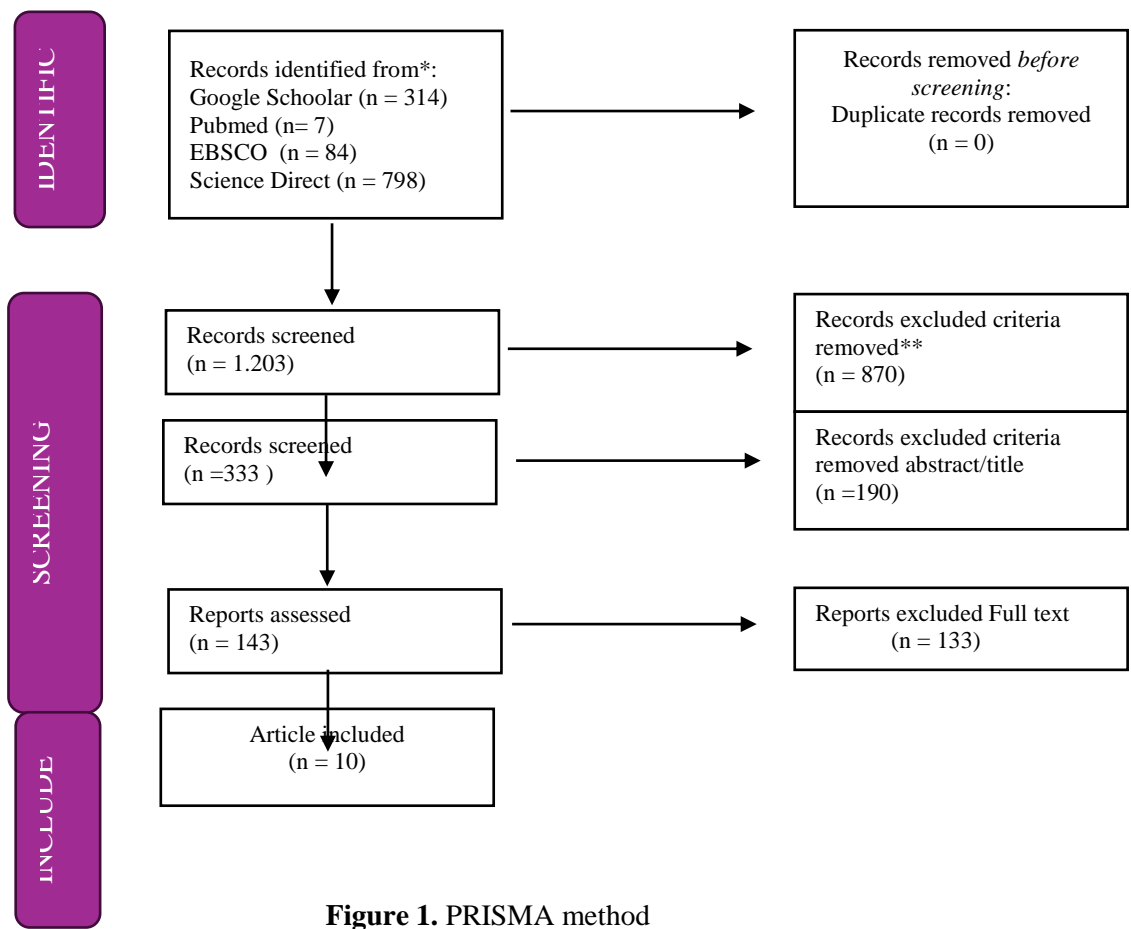 IDENTIFIC
Records identified from*:
Google Schoolar (n = 314)
Pubmed (n= 7)
EBSCO (n = 84)
Science Direct (n = 798)
Records removed before
screening:
Duplicate records removed
(n = 0)
SCREENING
Records screened
(n = 1.203)
Records excluded criteria
removed**
(n = 870)
Records screened
(n =333 )
Records excluded criteria
removed abstract/title
(n =190)
Reports assessed
(n = 143)
Reports excluded Full text
(n = 133)
INCLUDE
Article included
(n = 10)
Figure 1. PRISMA method